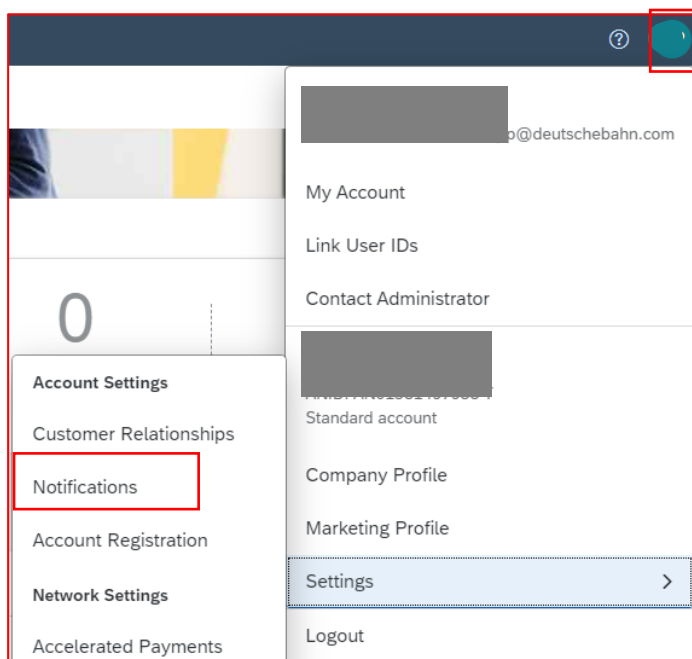 p@deutschebahn.com
My Account
Link User IDs
Contact Administrator
0
Standard account
Company Profile
Marketing Profile
Settings
Logout
Account Settings
Customer Relationships
Notifications
Account Registration
Network Settings
Accelerated Payments